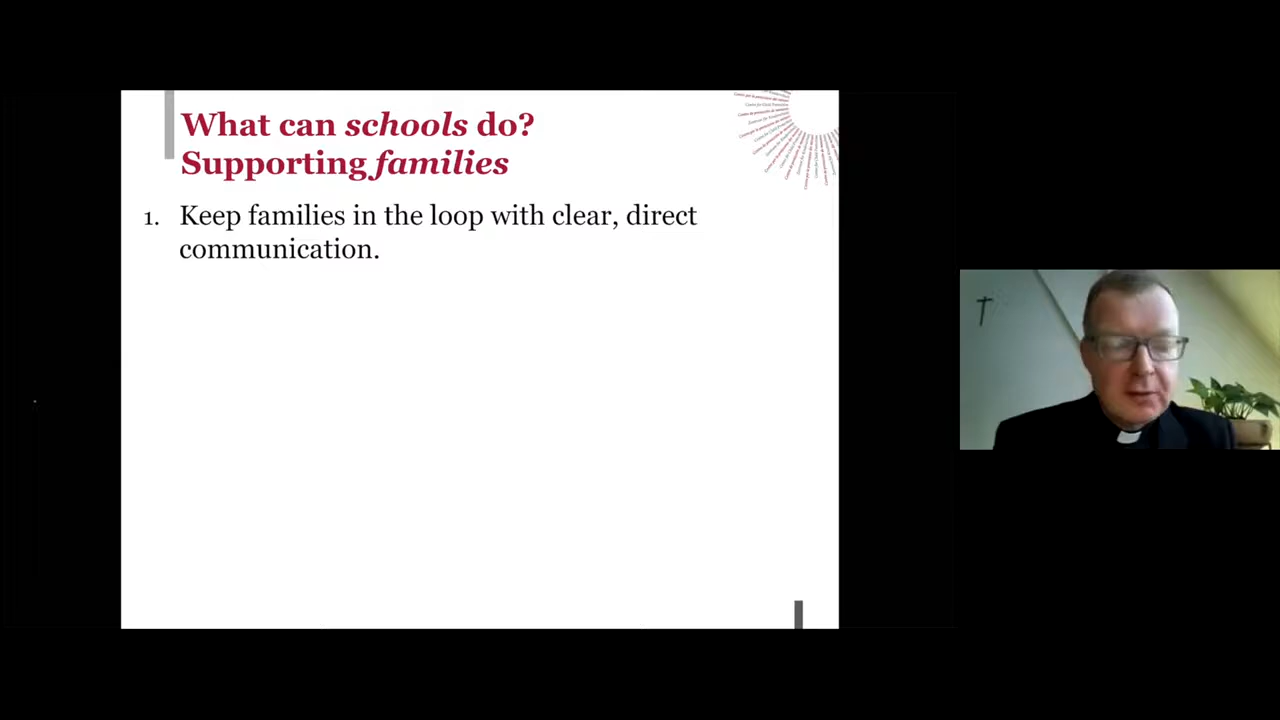 What can schools do?
Supporting families
1. Keep families in the loop with clear, direct
communication.